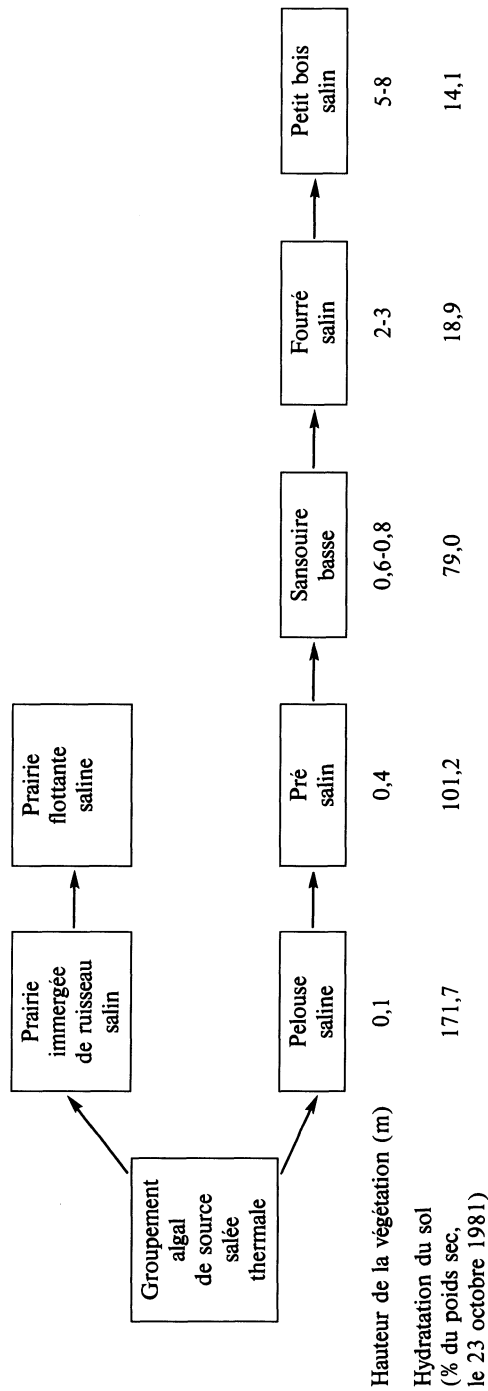 Groupement
algal
de source
salée
thermale
Prairie
immergée
de ruisseau
salin
Prairie
flottante
saline
Pelouse
saline
Pré
salin
Sansouire
basse
Fourré
salin
Petit bois
salin
Hauteur de la végétation (m) 0,1 0,4 0,6-0,8 2-3 5-8
Hydratation du sol
(% du poids sec,
le 23 octobre 1981) 171,7 101,2 79,0 18,9 14,1